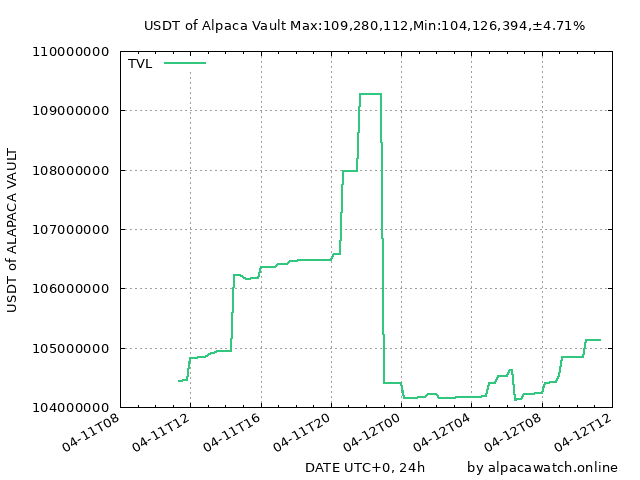 USDT of Alpaca Vault Max:109,280,112,Min:104,126,394,±4.71%
110000000
TVL
109000000
108000000
107000000
106000000
105000000
104000000
USDT of ALAPACA VAULT
04-11T08
04-11T12
04-11T16
04-11T20
04-12T00
04-12T04
04-12T08
04-12T12
DATE UTC+0, 24h
by alpacawatch.online